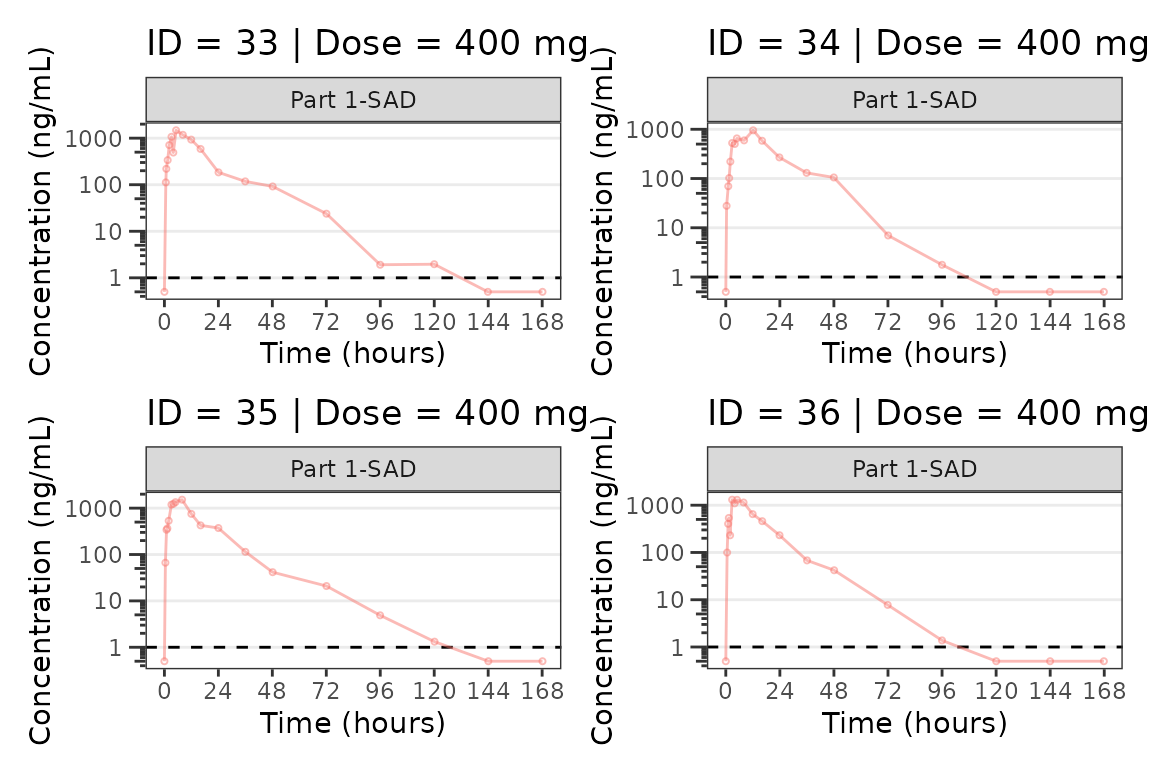 ID = 33 | Dose = 400 mg
Part 1-SAD
Concentration (ng/mL)
1000
100
10
1
0 24 48 72 96 120 144 168
Time (hours)
ID = 34 | Dose = 400 mg
Part 1-SAD
Concentration (ng/mL)
1000
100
10
1
0 24 48 72 96 120 144 168
Time (hours)
ID = 35 | Dose = 400 mg
Part 1-SAD
Concentration (ng/mL)
1000
100
10
1
0 24 48 72 96 120 144 168
Time (hours)
ID = 36 | Dose = 400 mg
Part 1-SAD
Concentration (ng/mL)
1000
100
10
1
0 24 48 72 96 120 144 168
Time (hours)